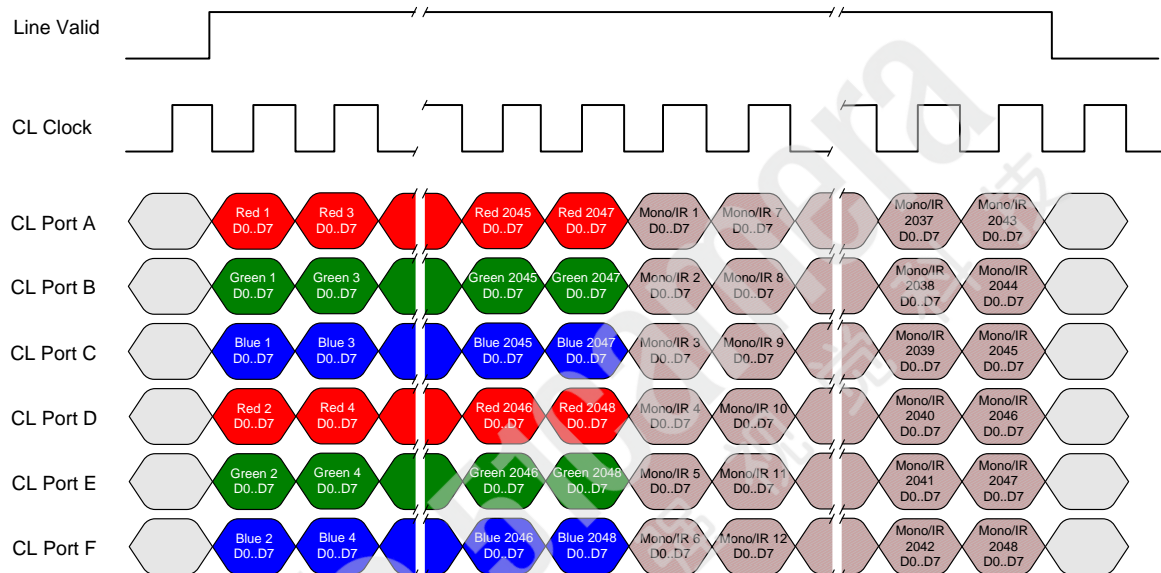 Line Valid
CL Clock
CL Port A
Red 1
D0..D7
Red 3
D0..D7
Red 2045
D0..D7
Red 2047
D0..D7
Mono/IR 1
D0..D7
Mono/IR 7
D0..D7
Mono/IR
2037
D0..D7
Mono/IR
2043
D0..D7
CL Port B
Green 1
D0..D7
Green 3
D0..D7
Green 2045
D0..D7
Green 2047
D0..D7
Mono/IR 2
D0..D7
Mono/IR 8
D0..D7
Mono/IR
2038
D0..D7
Mono/IR
2044
D0..D7
CL Port C
Blue 1
D0..D7
Blue 3
D0..D7
Blue 2045
D0..D7
Blue 2047
D0..D7
Mono/IR 3
D0..D7
Mono/IR 9
D0..D7
Mono/IR
2039
D0..D7
Mono/IR
2045
D0..D7
CL Port D
Red 2
D0..D7
Red 4
D0..D7
Red 2046
D0..D7
Red 2048
D0..D7
Mono/IR 4
D0..D7
Mono/IR 10
D0..D7
Mono/IR
2040
D0..D7
Mono/IR
2046
D0..D7
CL Port E
Green 2
D0..D7
Green 4
D0..D7
Green 2046
D0..D7
Green 2048
D0..D7
Mono/IR 5
D0..D7
Mono/IR 11
D0..D7
Mono/IR
2041
D0..D7
Mono/IR
2047
D0..D7
CL Port F
Blue 2
D0..D7
Blue 4
D0..D7
Blue 2046
D0..D7
Blue 2048
D0..D7
Mono/IR 6
D0..D7
Mono/IR 12
D0..D7
Mono/IR
2042
D0..D7
Mono/IR
2048
D0..D7
51camera